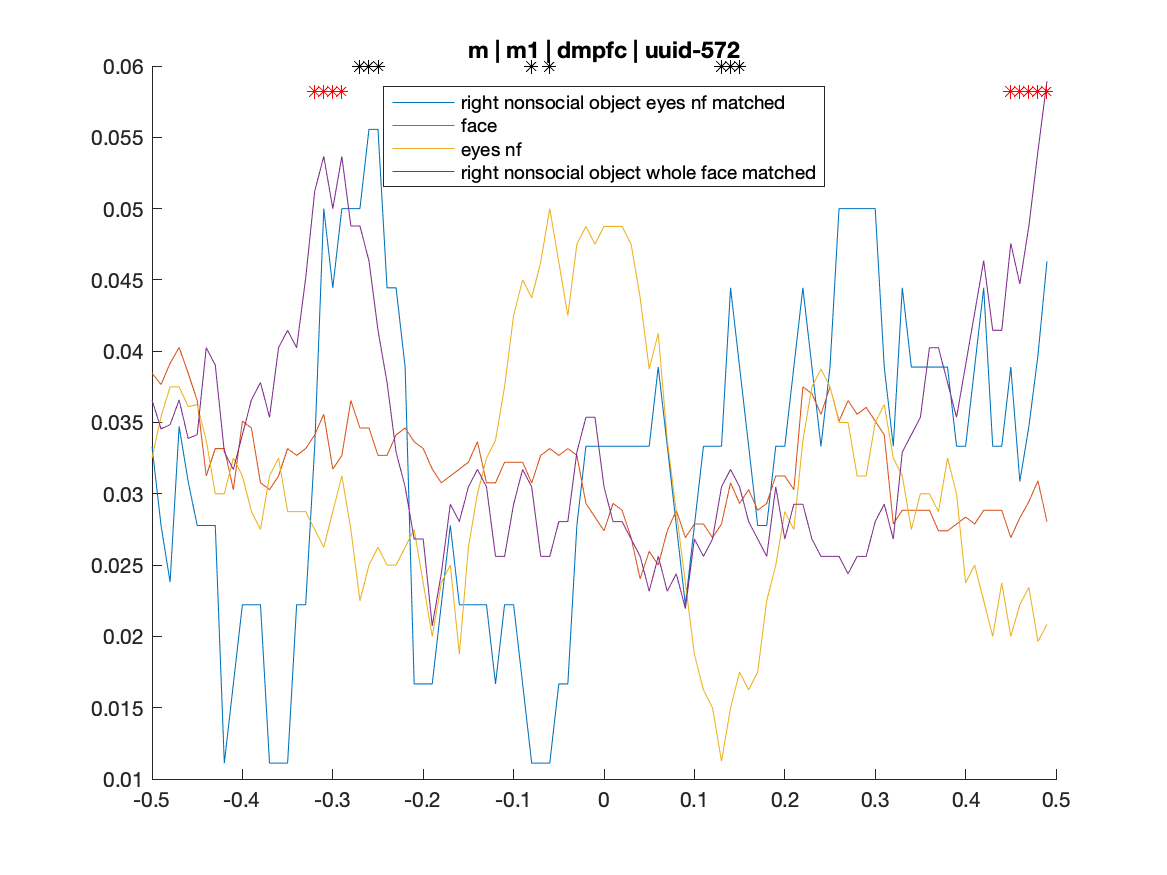 m | m1 | dmpfc | uuid-572
0.06
0.055
0.05
0.045
0.04
0.035
0.03
0.025
0.02
0.015
0.01
right nonsocial object eyes nf matched
face
eyes nf
right nonsocial object whole face matched
-0.5 -0.4 -0.3 -0.2 -0.1 0 0.1 0.2 0.3 0.4 0.5